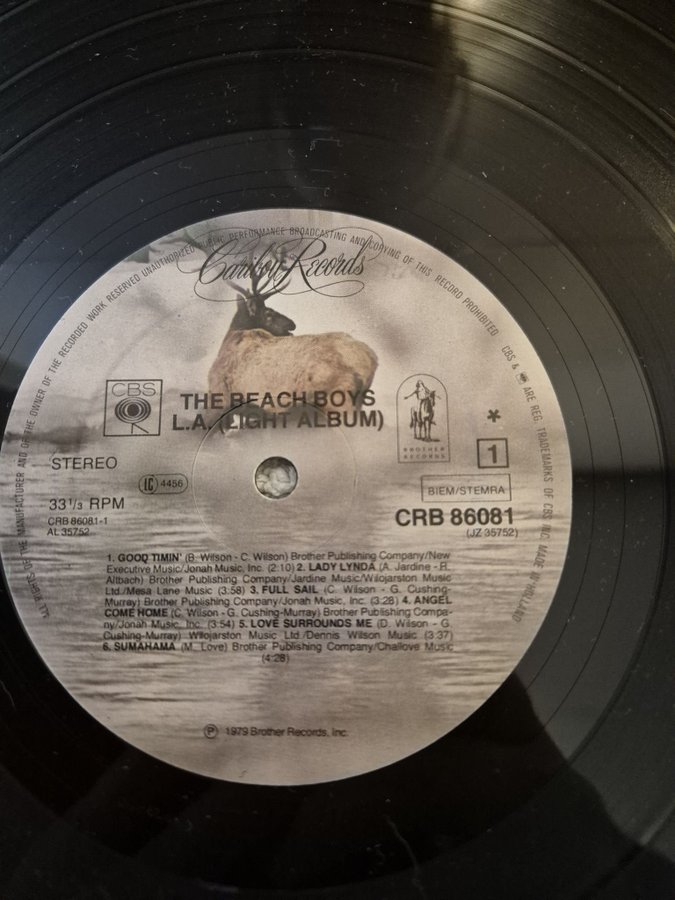 ALL RIGHTS OF THE MANUFACTURER AND OF THE OWNER OF THE RECORDED WORK RESERVED UNAUTHORIZED PUBLIC PERFORMANCE BROADCASTING AND COPYING OF THIS RECORD PROHIBITED
CBS & ARE REG. TRADEMARKS OF CBS INC. MADE IN HOLLAND
Caribou Records
CBS
THE BEACH BOYS
L.A. (LIGHT ALBUM)
BROTHER
RECORDS
*
1
STEREO
LC 4456
BIEM/STEMRA
33 1/3 RPM
CRB 86081-1
AL 35752
CRB 86081
(JZ 35752)
1. GOOD TIMIN' (B. Wilson - C. Wilson) Brother Publishing Company/New
Executive Music/Jonah Music, Inc. (2:10) 2. LADY LYNDA (A. Jardine - R.
Altbach) Brother Publishing Company/Jardine Music/Wilojarston Music
Ltd./Mesa Lane Music (3:58) 3. FULL SAIL (C. Wilson - G. Cushing-
Murray) Brother Publishing Company/Jonah Music, Inc. (3:28) 4. ANGEL
COME HOME (C. Wilson - G. Cushing-Murray) Brother Publishing Compa-
ny/Jonah Music, Inc. (3:54) 5. LOVE SURROUNDS ME (D. Wilson - G.
Cushing-Murray) Wilojarston Music Ltd./Dennis Wilson Music (3:37)
6. SUMAHAMA (M. Love) Brother Publishing Company/Challove Music
(4:28)
℗ 1979 Brother Records, Inc.